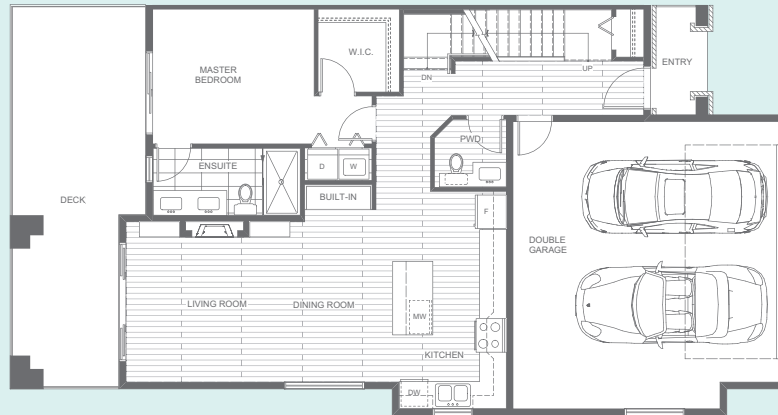 W.I.C.
MASTER
BEDROOM
DN
UP
ENTRY
PWD
ENSUITE
D
W
DECK
BUILT-IN
F
DOUBLE
GARAGE
LIVING ROOM
DINING ROOM
MW
KITCHEN
DW